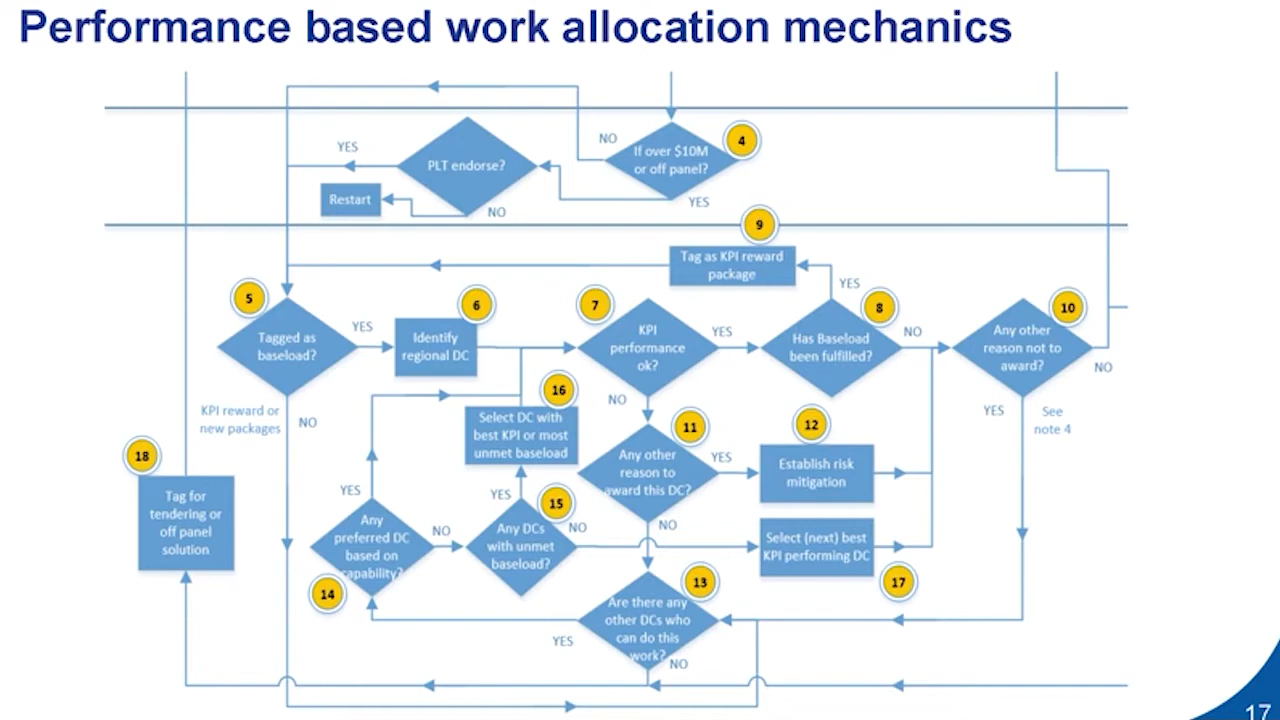 Performance based work allocation mechanics
NO
If over $10M
or off panel?
4
YES
PLT endorse?
YES
Restart
NO
9
Tag as KPI reward
package
YES
5
Tagged as
baseload?
YES
6
Identify
regional DC
7
KPI
performance
ok?
YES
8
Has Baseload
been fulfilled?
NO
10
Any other
reason not to
award?
NO
KPI reward or
new packages
NO
16
Select DC with
best KPI or most
unmet baseload
NO
11
Any other
reason to
award this DC?
YES
12
Establish risk
mitigation
YES
See
note 4
18
Tag for
tendering or
off panel
solution
YES
Any
preferred DC
based on
capability?
14
NO
YES
15
Any DCs
with unmet
baseload?
NO
NO
Select (next) best
KPI performing DC
17
13
Are there any
other DCs who
can do this
work?
YES
NO
17